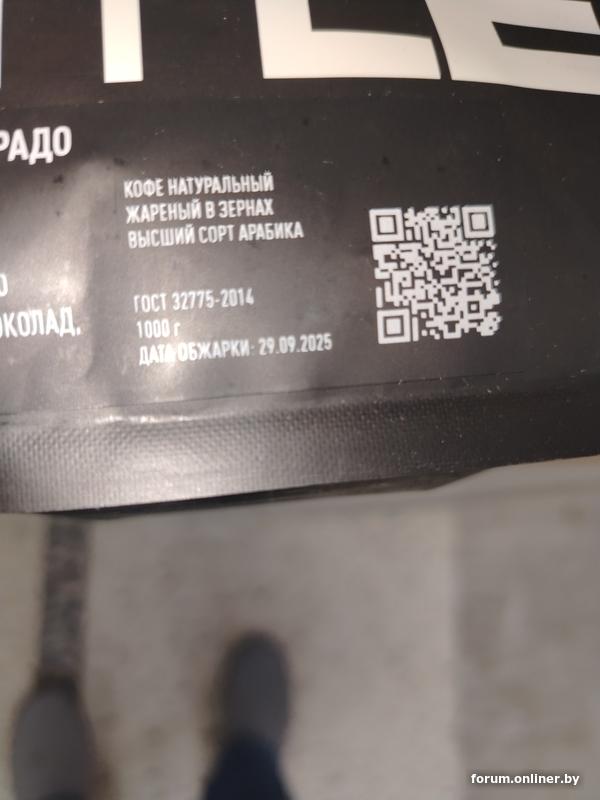 РАДО
КОФЕ НАТУРАЛЬНЫЙ
ЖАРЕНЫЙ В ЗЕРНАХ
ВЫСШИЙ СОРТ АРАБИКА
О
ОКОЛАД.
ГОСТ 32775-2014
1000 г
ДАТА ОБЖАРКИ: 29.09.2025
forum.onliner.by